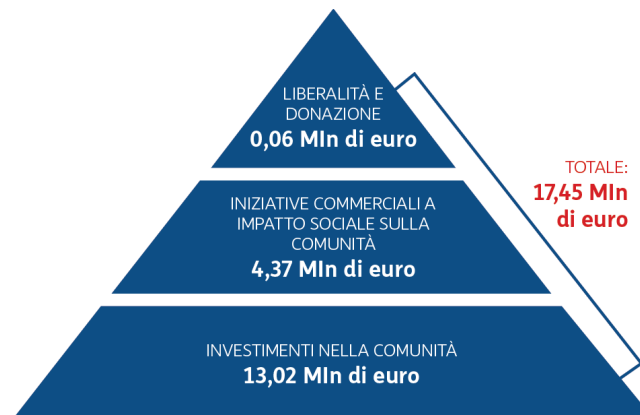 LIBERALITÀ E
DONAZIONE
0,06 Mln di euro
INIZIATIVE COMMERCIALI A
IMPATTO SOCIALE SULLA
COMUNITÀ
4,37 Mln di euro
INVESTIMENTI NELLA COMUNITÀ
13,02 Mln di euro
TOTALE:
17,45 Mln
di euro